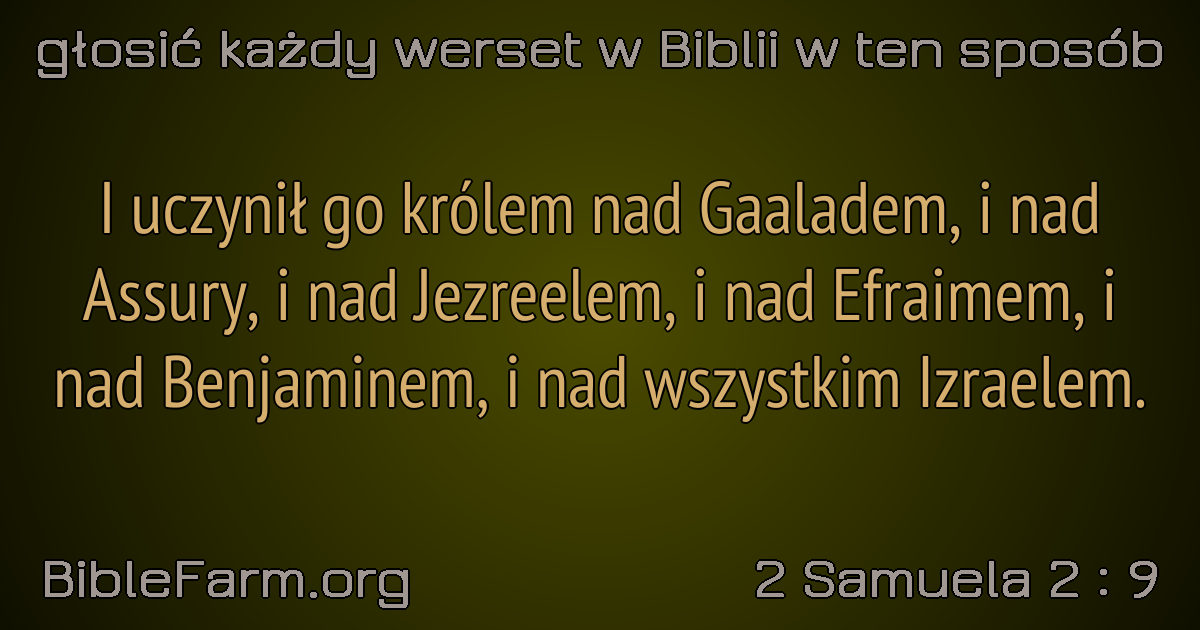 głosić każdy werset w Biblii w ten sposób
I uczynił go królem nad Gaaladem, i nad
Assury, i nad Jezreelem, i nad Efraimem, i
nad Benjaminem, i nad wszystkim Izraelem.
BibleFarm.org
2 Samuela 2 : 9